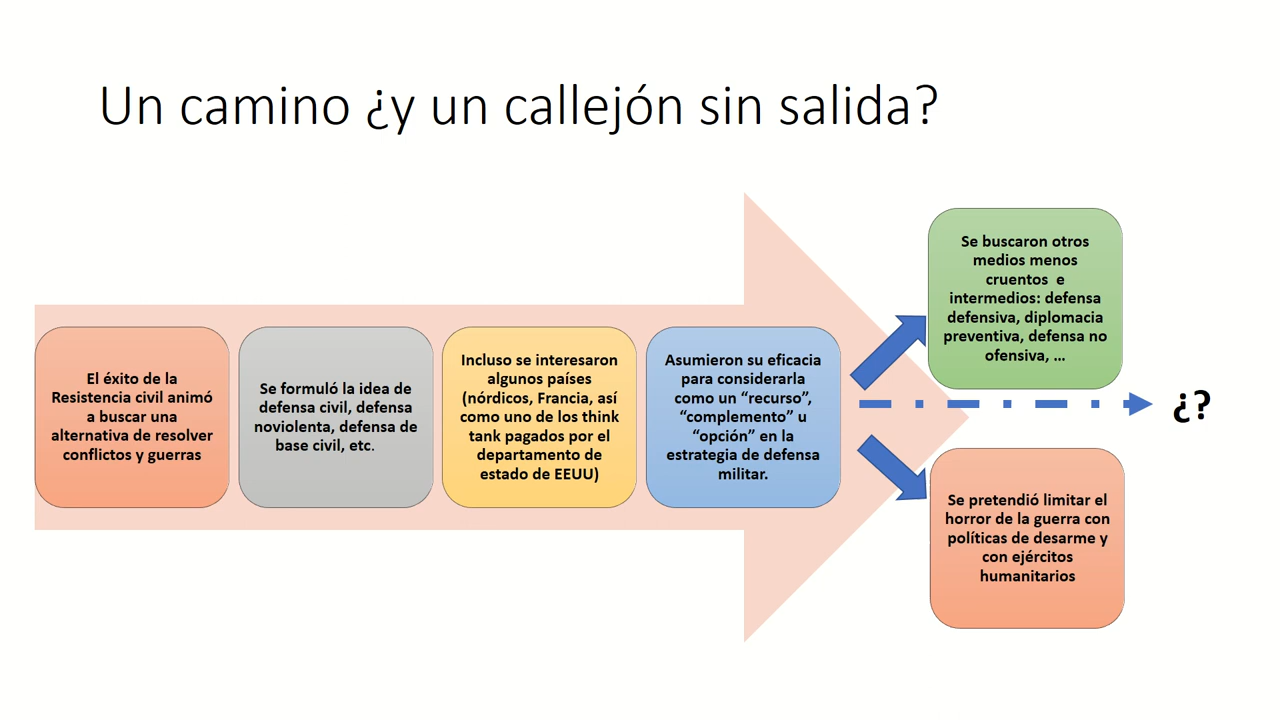 Un camino ¿y un callejón sin salida?
El éxito de la
Resistencia civil animó
a buscar una
alternativa de resolver
conflictos y guerras
Se formuló la idea de
defensa civil, defensa
noviolenta, defensa de
base civil, etc.
Incluso se interesaron
algunos países
(nórdicos, Francia, así
como uno de los think
tank pagados por el
departamento de
estado de EEUU)
Asumieron su eficacia
para considerarla
como un “recurso”,
“complemento” u
“opción” en la
estrategia de defensa
militar.
Se buscaron otros
medios menos
cruentos e
intermedios: defensa
defensiva, diplomacia
preventiva, defensa no
ofensiva, ...
¿?
Se pretendió limitar el
horror de la guerra con
políticas de desarme y
con ejércitos
humanitarios